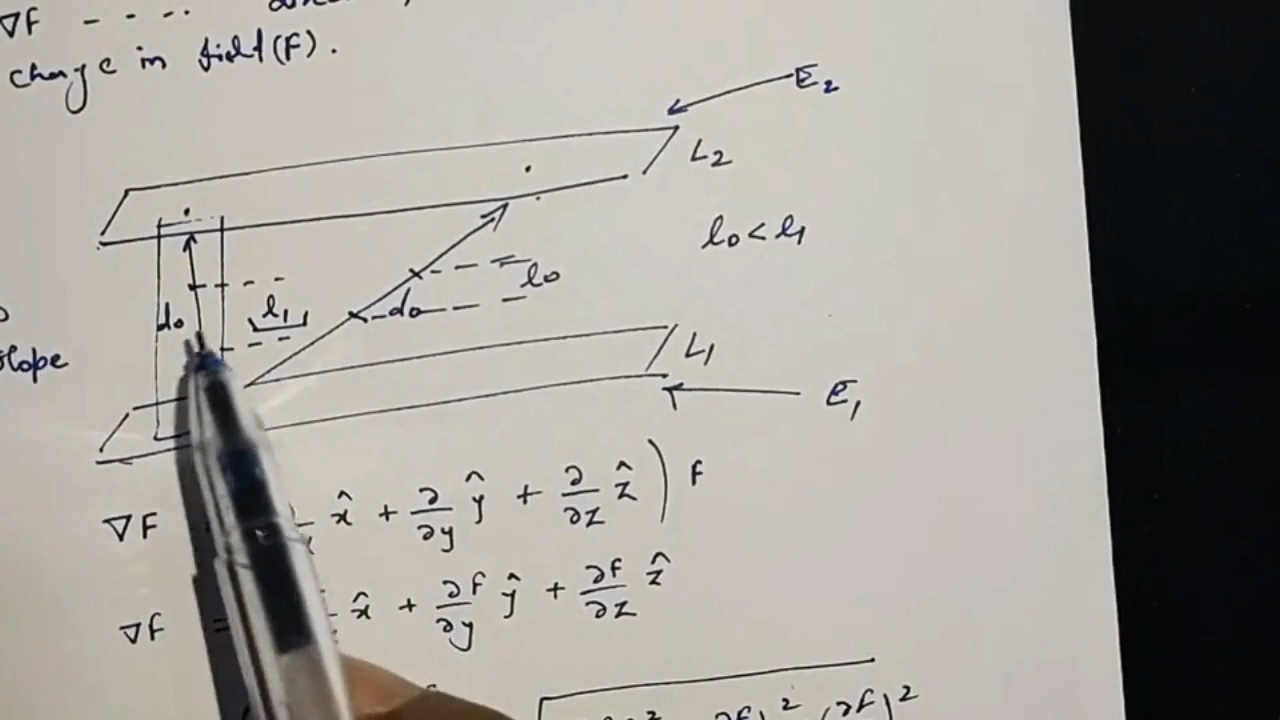 ∇F - - - .
change in field (F).
E₂
L₂
l₀ < l₁
l₀
d₀
l₁
d₀
slope
L₁
E₁
∇F x̂ + ∂/∂y ŷ + ∂/∂z ẑ ) F
∇F = x̂ + ∂F/∂y ŷ + ∂F/∂z ẑ